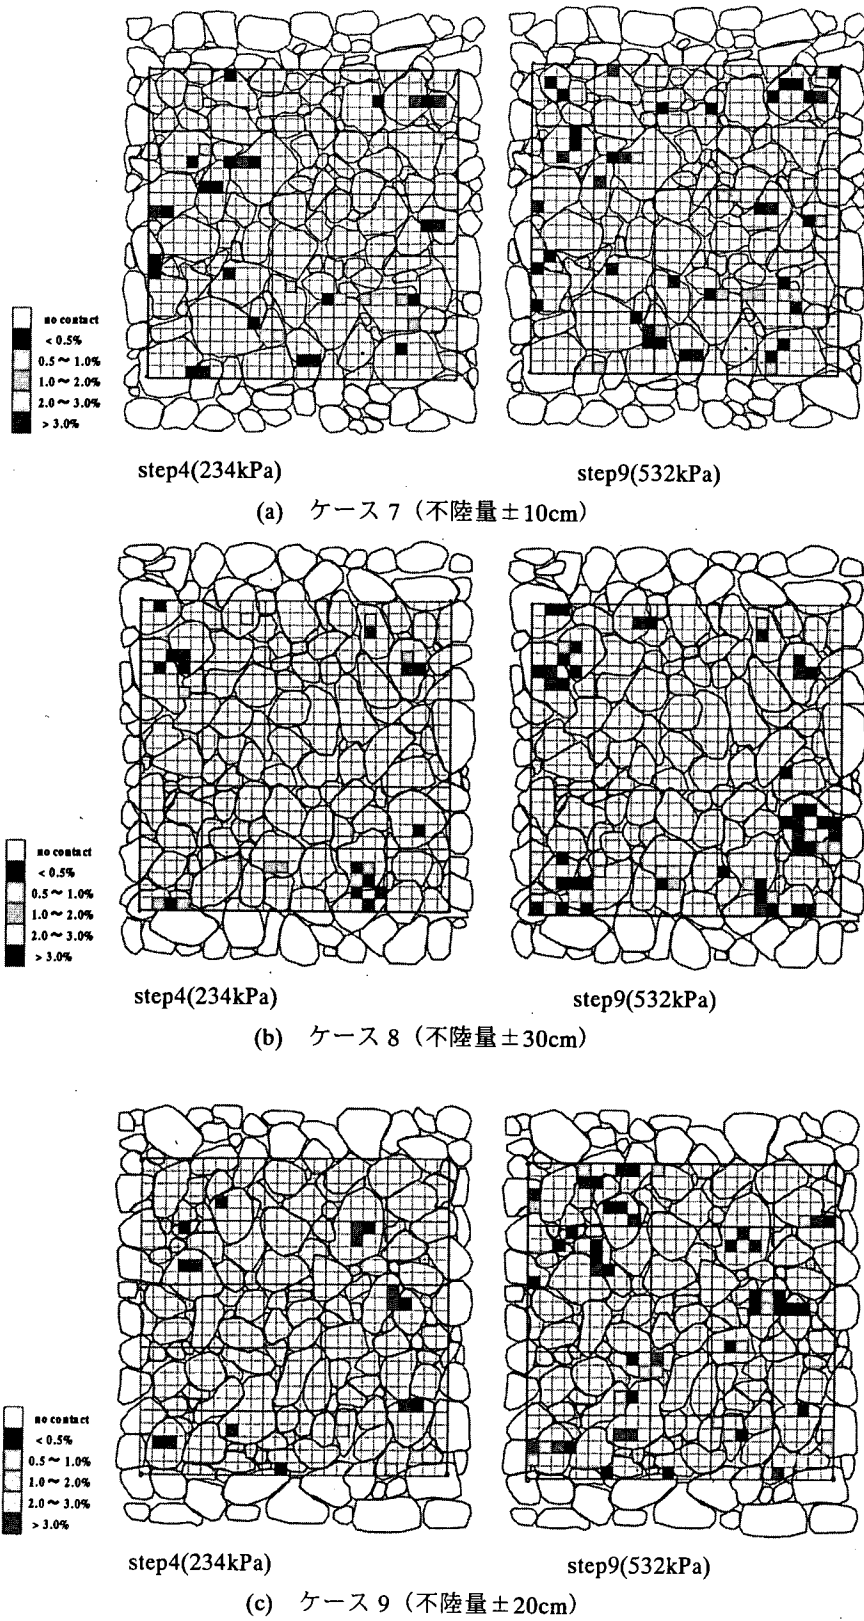 no contact
< 0.5%
0.5～1.0%
1.0～2.0%
2.0～3.0%
> 3.0%
step4(234kPa)
step9(532kPa)
(a) ケース 7（不陸量±10cm）
no contact
< 0.5%
0.5～1.0%
1.0～2.0%
2.0～3.0%
> 3.0%
step4(234kPa)
step9(532kPa)
(b) ケース 8（不陸量±30cm）
no contact
< 0.5%
0.5～1.0%
1.0～2.0%
2.0～3.0%
> 3.0%
step4(234kPa)
step9(532kPa)
(c) ケース 9（不陸量±20cm）